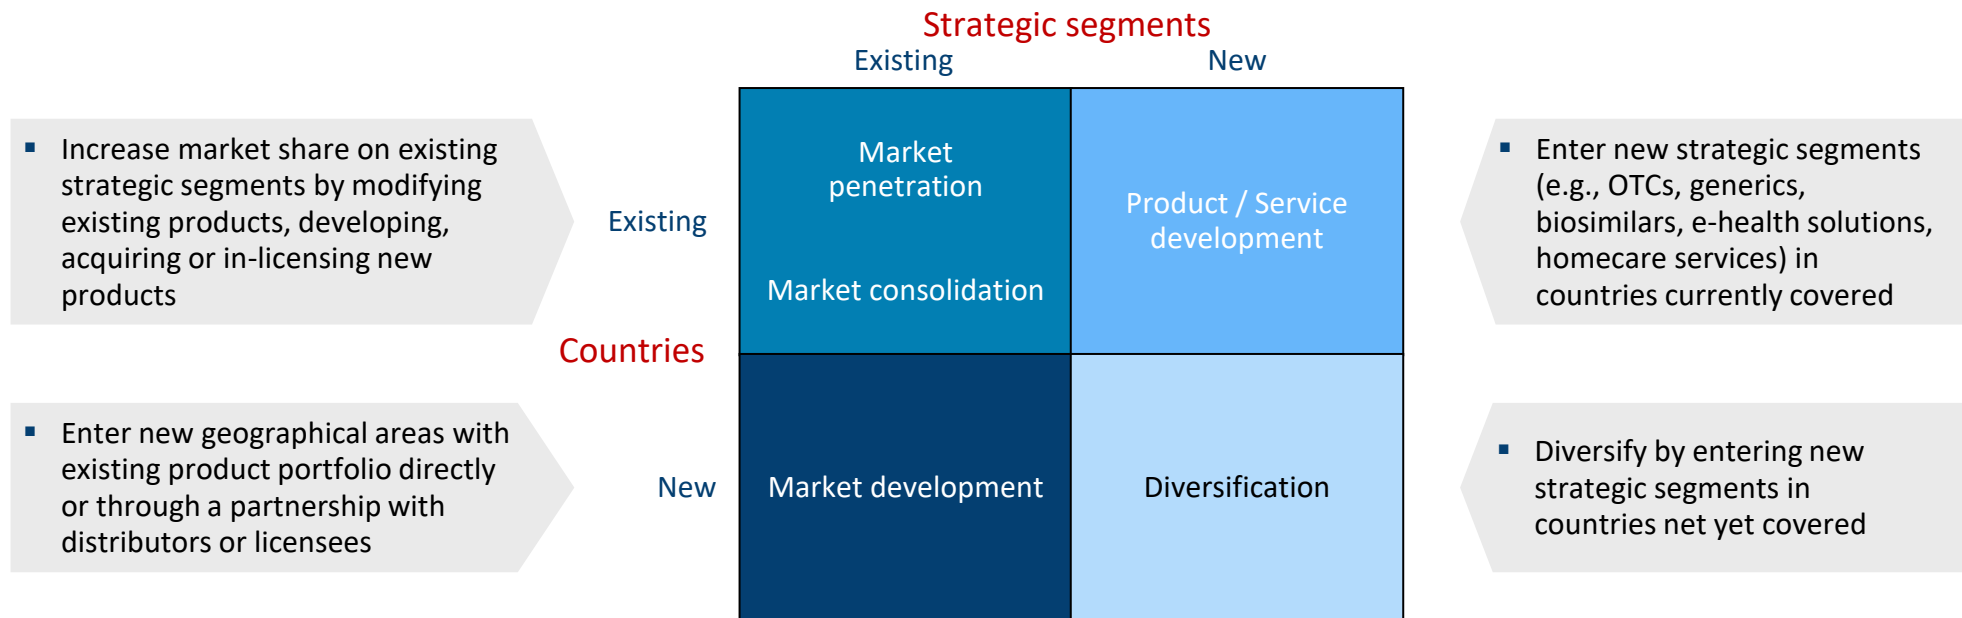 Strategic segments
Existing
New
▪ Increase market share on existing
strategic segments by modifying
existing products, developing,
acquiring or in-licensing new
products
Existing
Market
penetration
Market consolidation
Product / Service
development
▪ Enter new strategic segments
(e.g., OTCs, generics,
biosimilars, e-health solutions,
homecare services) in
countries currently covered
Countries
▪ Enter new geographical areas with
existing product portfolio directly
or through a partnership with
distributors or licensees
New
Market development
Diversification
▪ Diversify by entering new
strategic segments in
countries net yet covered